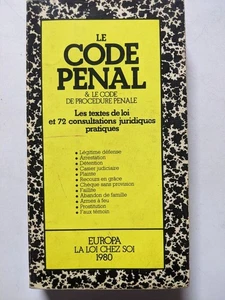 LE
CODE
PENAL
& LE CODE
DE PROCEDURE PENALE
Les textes de loi
et 72 consultations juridiques
pratiques
• Légitime défense
• Arrestation
• Détention
• Casier judiciaire
• Plainte
• Recours en grâce
• Chèque sans provision
• Faillite
• Abandon de famille
• Armes à feu
• Prostitution
• Faux témoin
EUROPA
LA LOI CHEZ SOI
1980